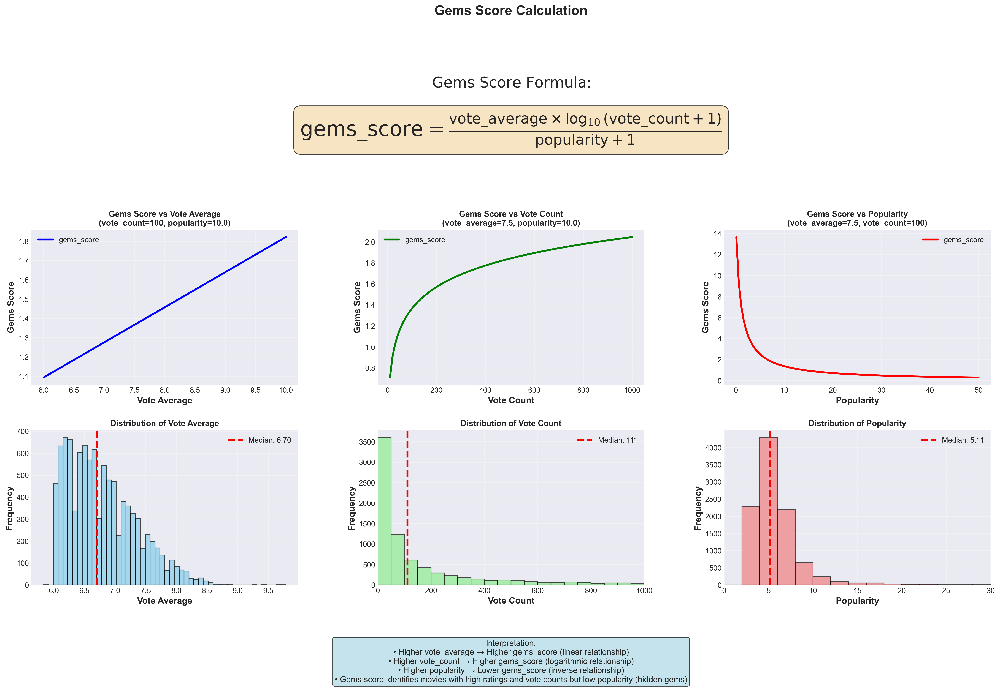 Gems Score Calculation
Gems Score Formula:
gems_score = vote_average × log₁₀ (vote_count + 1) / popularity + 1
Gems Score vs Vote Average
(vote_count=100, popularity=10.0)
gems_score
1.8
1.7
1.6
1.5
1.4
1.3
1.2
1.1
Gems Score
6.0 6.5 7.0 7.5 8.0 8.5 9.0 9.5 10.0
Vote Average
Gems Score vs Vote Count
(vote_average=7.5, popularity=10.0)
gems_score
2.0
1.8
1.6
1.4
1.2
1.0
0.8
Gems Score
0 200 400 600 800 1000
Vote Count
Gems Score vs Popularity
(vote_average=7.5, vote_count=100)
gems_score
14
12
10
8
6
4
2
0
Gems Score
0 10 20 30 40 50
Popularity
Distribution of Vote Average
Median: 6.70
700
600
500
400
300
200
100
0
Frequency
6.0 6.5 7.0 7.5 8.0 8.5 9.0 9.5
Vote Average
Distribution of Vote Count
Median: 111
3500
3000
2500
2000
1500
1000
500
0
Frequency
0 200 400 600 800 1000
Vote Count
Distribution of Popularity
Median: 5.11
4000
3500
3000
2500
2000
1500
1000
500
0
Frequency
0 5 10 15 20 25 30
Popularity
Interpretation:
• Higher vote_average → Higher gems_score (linear relationship)
• Higher vote_count → Higher gems_score (logarithmic relationship)
• Higher popularity → Lower gems_score (inverse relationship)
• Gems score identifies movies with high ratings and vote counts but low popularity (hidden gems)